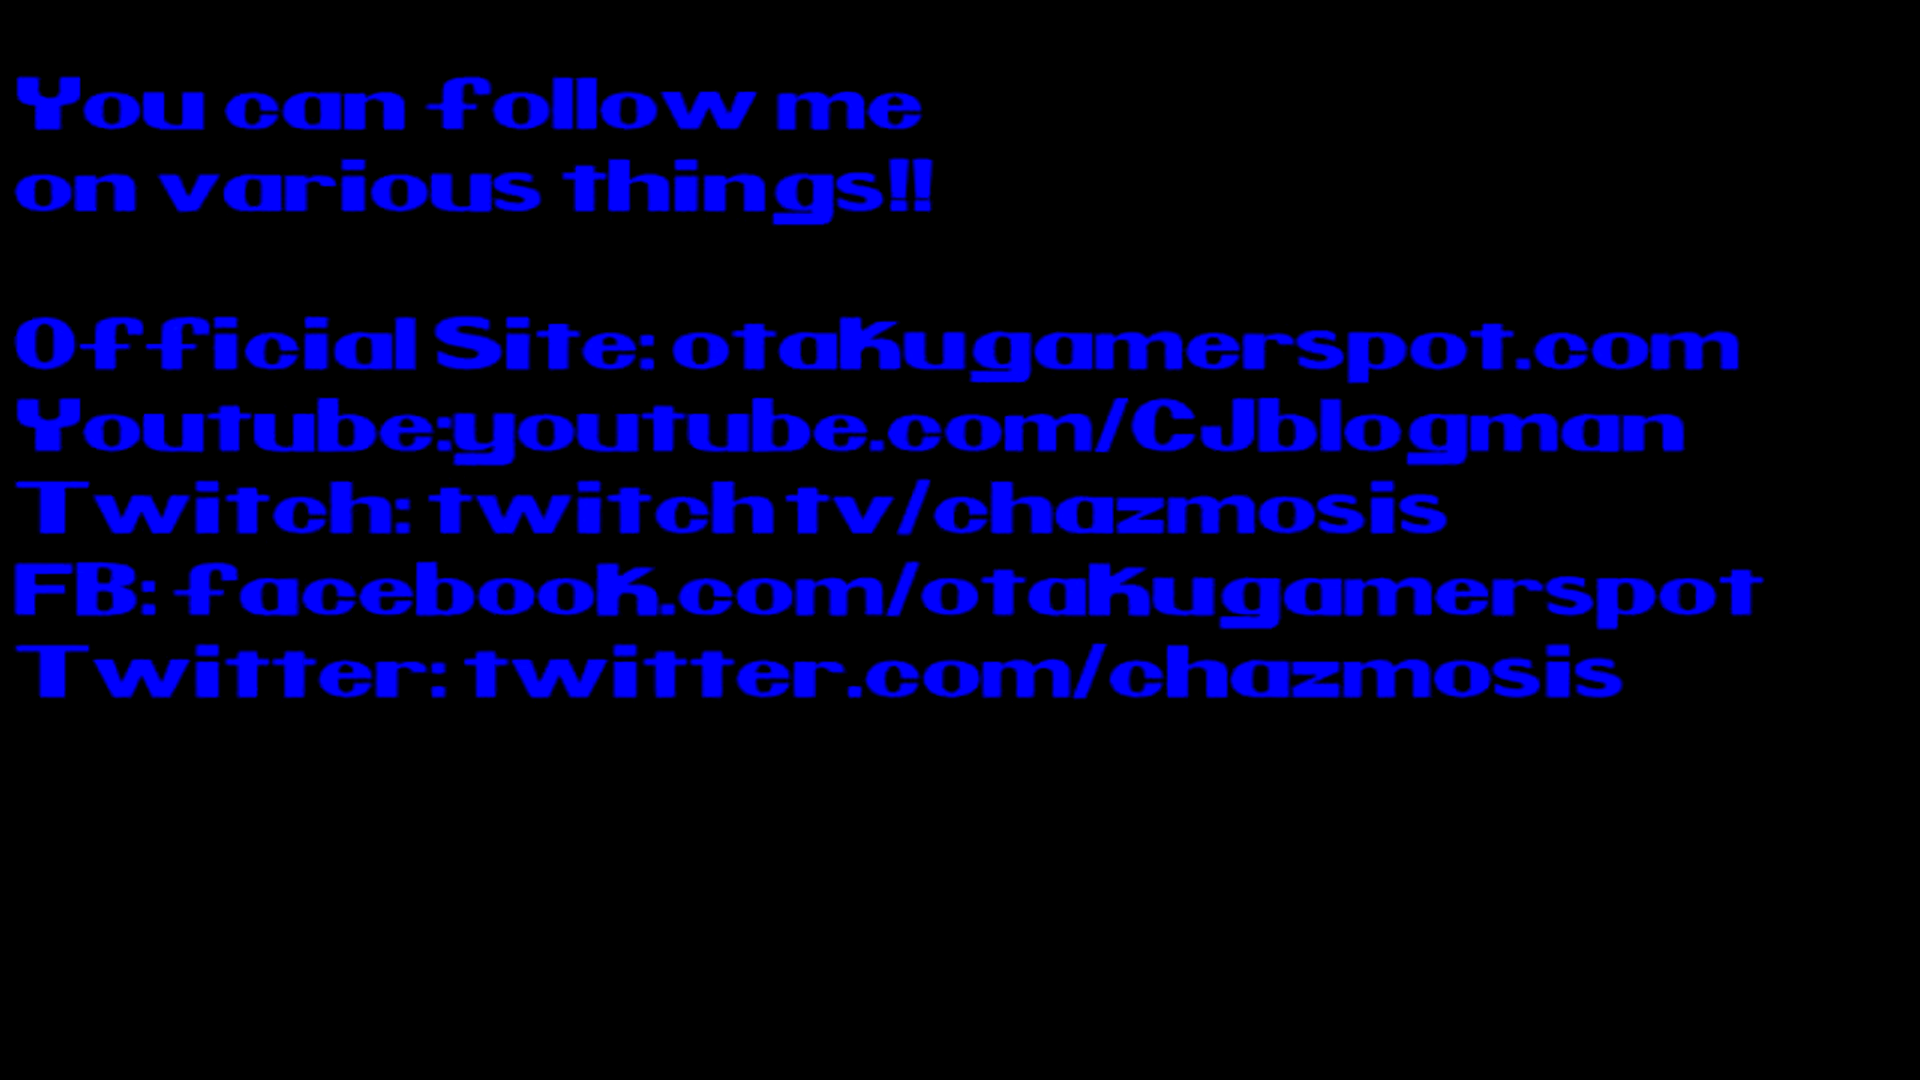 You can follow me
on various things!!
Official Site: otakugamerspot.com
Youtube:youtube.com/CJblogman
Twitch: twitch tv/chazmosis
FB: facebook.com/otakugamerspot
Twitter: twitter.com/chazmosis